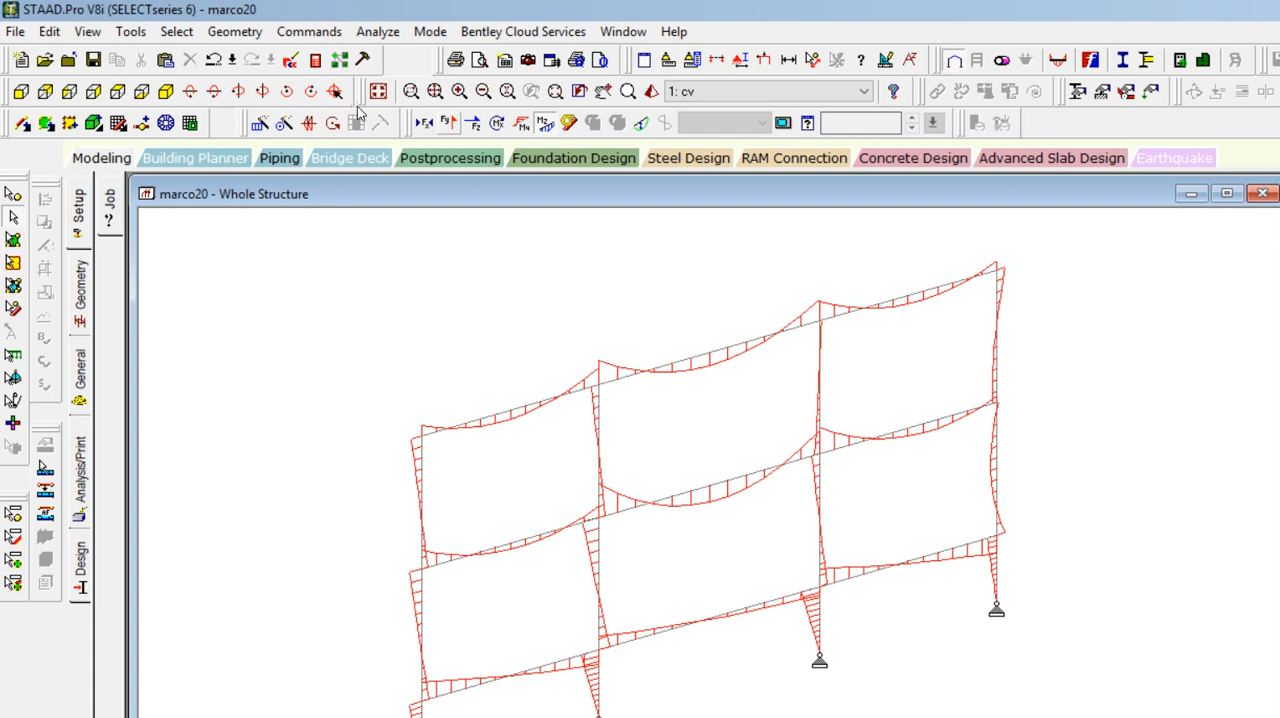 STAAD.Pro V8i (SELECTseries 6) - marco20
File Edit View Tools Select Geometry Commands Analyze Mode Bentley Cloud Services Window Help
1: cv
Modeling Building Planner Piping Bridge Deck Postprocessing Foundation Design Steel Design RAM Connection Concrete Design Advanced Slab Design Earthquake
marco20 - Whole Structure
Job
Setup
Geometry
General
Analysis/Print
Design